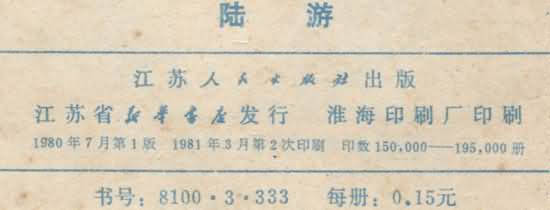 陆游
江苏人民出版社出版
江苏省新华书店发行 淮海印刷厂印刷
1980年7月第1版 1981年3月第2次印刷 印数150,000—195,000册
书号：8100·3·333 每册：0.15元